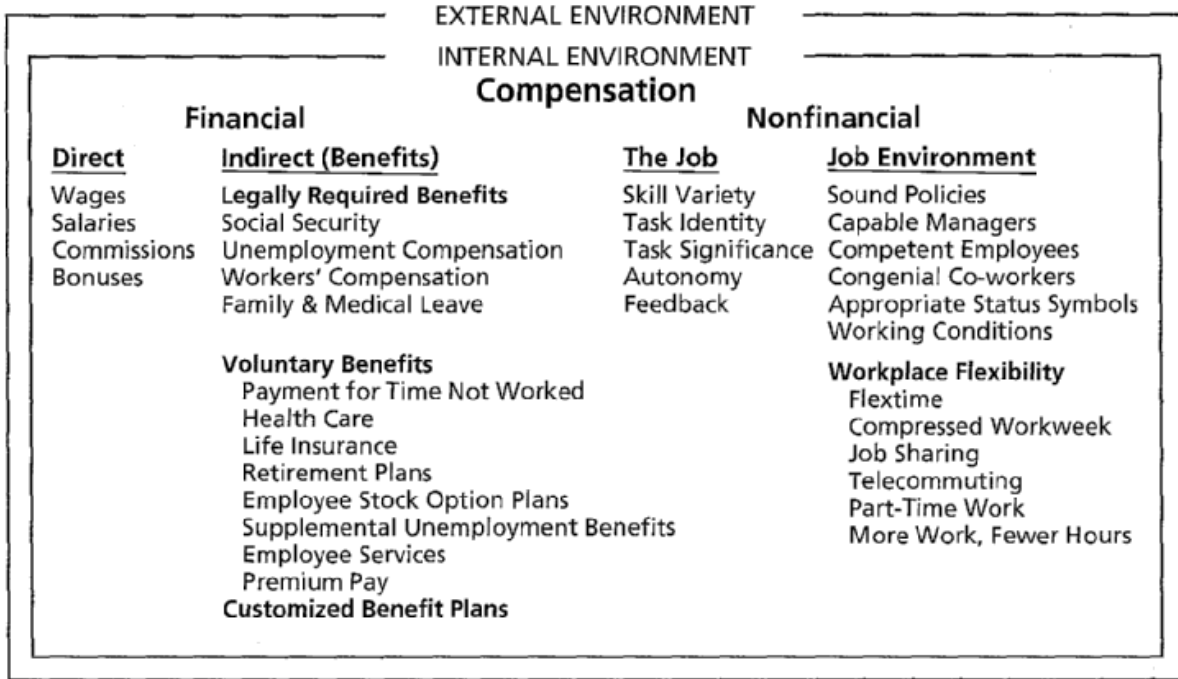 EXTERNAL ENVIRONMENT
INTERNAL ENVIRONMENT
Compensation
Financial
Direct
Wages
Salaries
Commissions
Bonuses
Indirect (Benefits)
Legally Required Benefits
Social Security
Unemployment Compensation
Workers' Compensation
Family & Medical Leave
Voluntary Benefits
Payment for Time Not Worked
Health Care
Life Insurance
Retirement Plans
Employee Stock Option Plans
Supplemental Unemployment Benefits
Employee Services
Premium Pay
Customized Benefit Plans
Nonfinancial
The Job
Skill Variety
Task Identity
Task Significance
Autonomy
Feedback
Job Environment
Sound Policies
Capable Managers
Competent Employees
Congenial Co-workers
Appropriate Status Symbols
Working Conditions
Workplace Flexibility
Flextime
Compressed Workweek
Job Sharing
Telecommuting
Part-Time Work
More Work, Fewer Hours